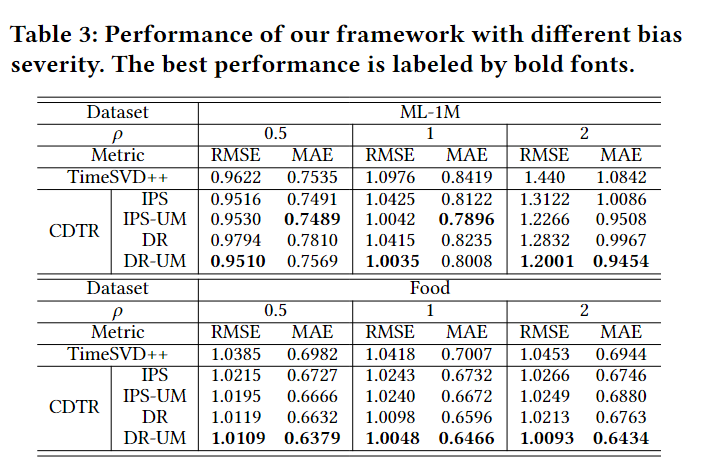 Table 3: Performance of our framework with different bias
severity. The best performance is labeled by bold fonts.
Dataset ML-1M
ρ 0.5 1 2
Metric RMSE MAE RMSE MAE RMSE MAE
TimeSVD++ 0.9622 0.7535 1.0976 0.8419 1.440 1.0842
CDTR
IPS 0.9516 0.7491 1.0425 0.8122 1.3122 1.0086
IPS-UM 0.9530 0.7489 1.0042 0.7896 1.2266 0.9508
DR 0.9794 0.7810 1.0415 0.8235 1.2832 0.9967
DR-UM 0.9510 0.7569 1.0035 0.8008 1.2001 0.9454
Dataset Food
ρ 0.5 1 2
Metric RMSE MAE RMSE MAE RMSE MAE
TimeSVD++ 1.0385 0.6982 1.0418 0.7007 1.0453 0.6944
CDTR
IPS 1.0215 0.6727 1.0243 0.6732 1.0266 0.6746
IPS-UM 1.0195 0.6666 1.0240 0.6672 1.0249 0.6880
DR 1.0119 0.6632 1.0098 0.6596 1.0213 0.6763
DR-UM 1.0109 0.6379 1.0048 0.6466 1.0093 0.6434